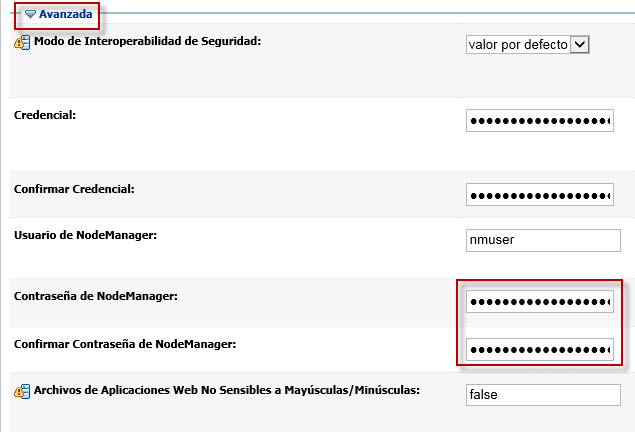 Avanzada
Modo de Interoperabilidad de Seguridad: valor por defecto
Credencial: ●●●●●●●●●●●●●●●●●●
Confirmar Credencial: ●●●●●●●●●●●●●●●●●●
Usuario de NodeManager: nmuser
Contraseña de NodeManager: ●●●●●●●●●●●●●●●●●●
Confirmar Contraseña de NodeManager: ●●●●●●●●●●●●●●●●●●
Archivos de Aplicaciones Web No Sensibles a Mayúsculas/Minúsculas: false